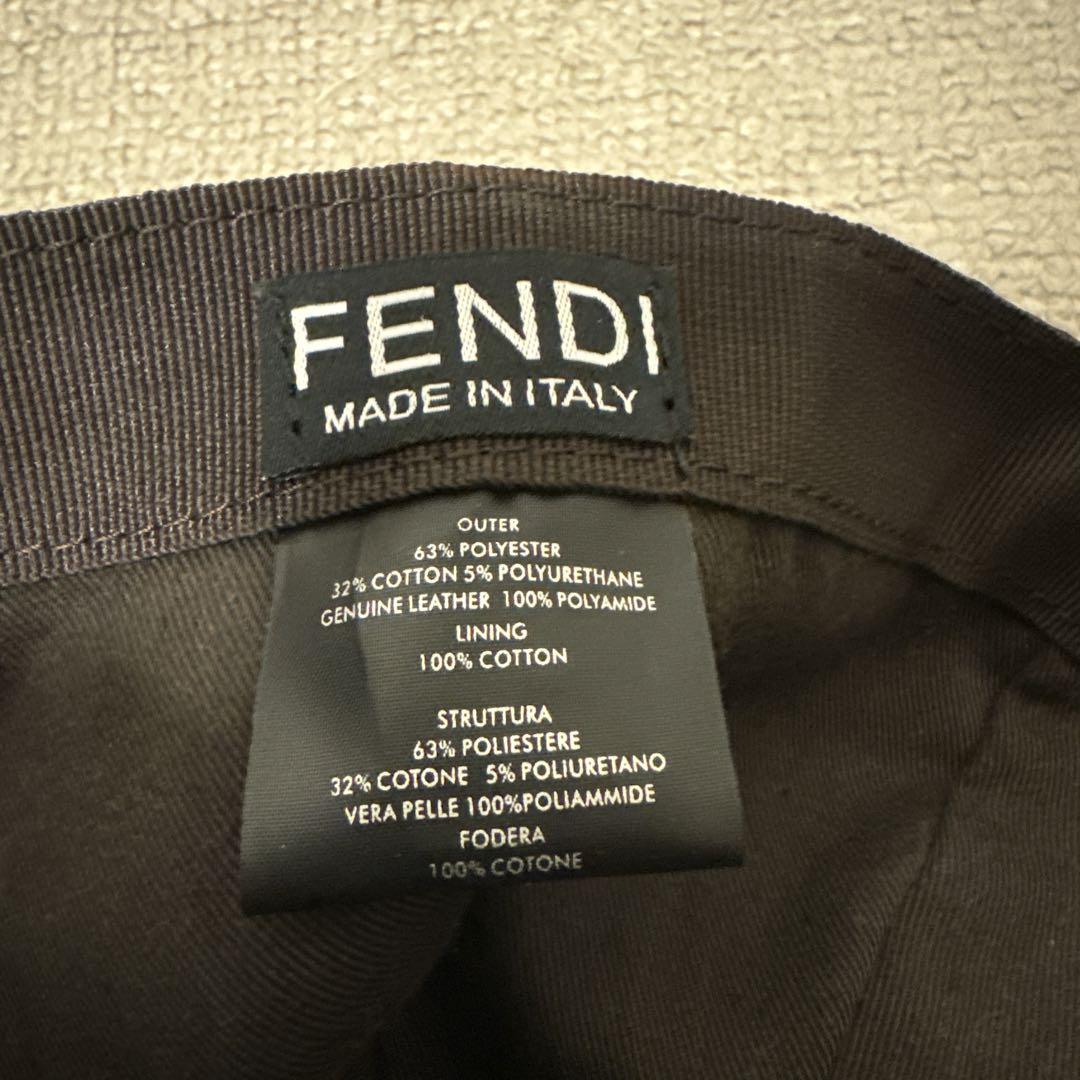 FENDI
MADE IN ITALY
OUTER
63% POLYESTER
32% COTTON 5% POLYURETHANE
GENUINE LEATHER 100% POLYAMIDE
LINING
100% COTTON
STRUTTURA
63% POLIESTERE
32% COTONE 5% POLIURETANO
VERA PELLE 100%POLIAMMIDE
FODERA
100% COTONE